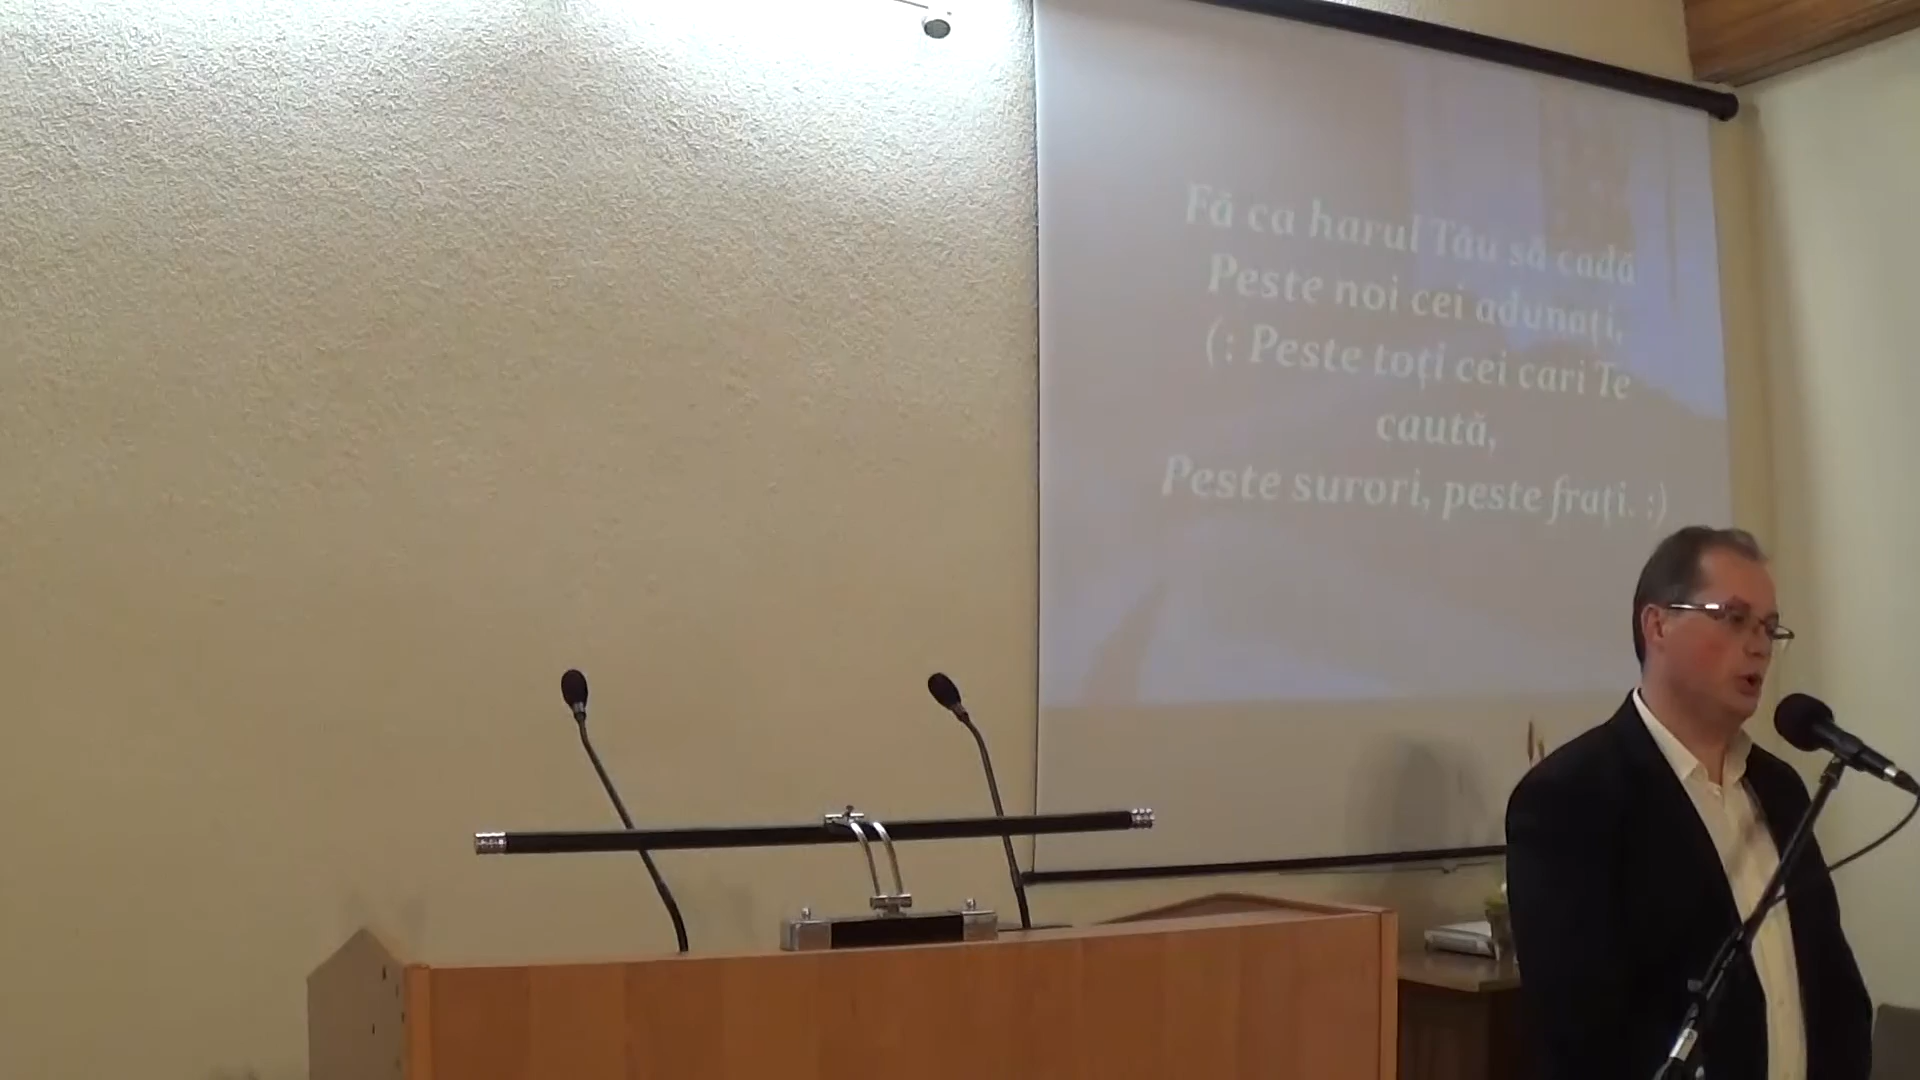 Fă ca harul Tău să cadă
Peste noi cei adunați,
(: Peste toți cei cari Te
caută,
Peste surori, peste frați. :)